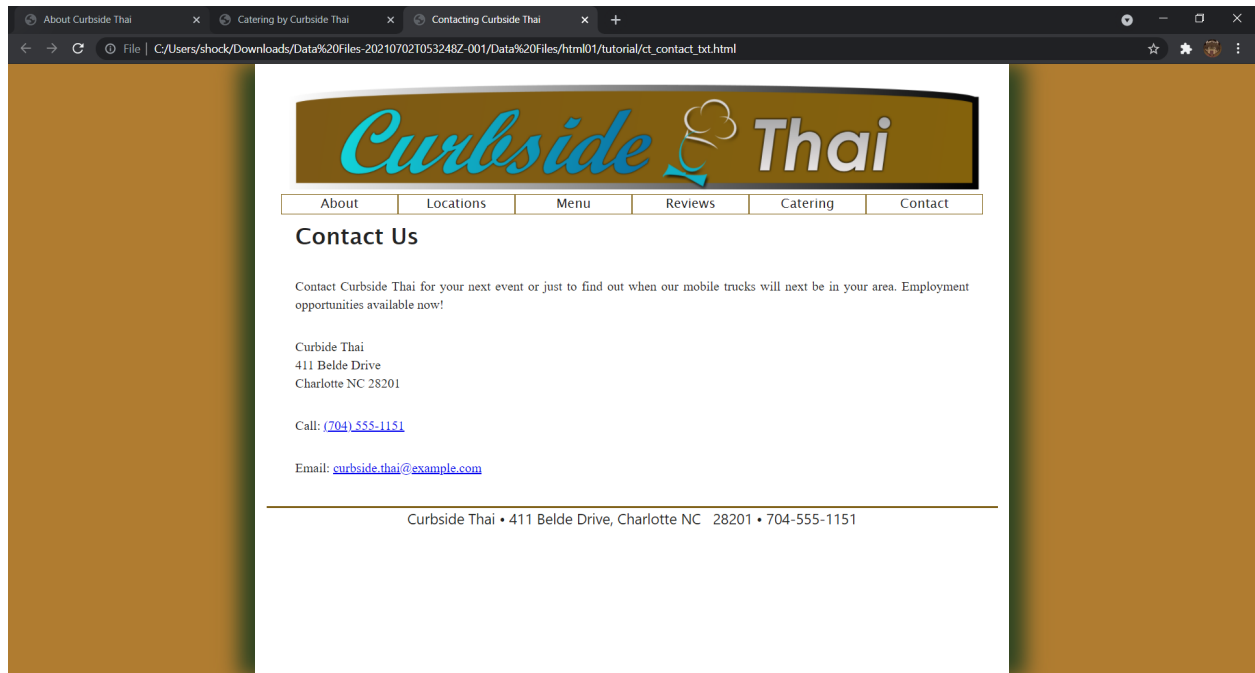 About Curbside Thai
Catering by Curbside Thai
Contacting Curbside Thai
File | C:/Users/shock/Downloads/Data%20Files-20210702T053248Z-001/Data%20Files/html01/tutorial/ct_contact_txt.html
Curbside Thai
About Locations Menu Reviews Catering Contact
Contact Us
Contact Curbside Thai for your next event or just to find out when our mobile trucks will next be in your area. Employment
opportunities available now!
Curbide Thai
411 Belde Drive
Charlotte NC 28201
Call: (704) 555-1151
Email: curbside.thai@example.com
Curbside Thai • 411 Belde Drive, Charlotte NC 28201 • 704-555-1151